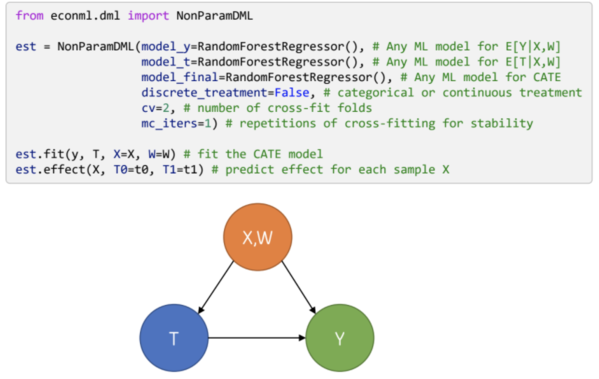 from econml.dml import NonParamDML
est = NonParamDML(model_y=RandomForestRegressor(), # Any ML model for E[Y|X,W]
model_t=RandomForestRegressor(), # Any ML model for E[T|X,W]
model_final=RandomForestRegressor(), # Any ML model for CATE
discrete_treatment=False, # categorical or continuous treatment
cv=2, # number of cross-fit folds
mc_iters=1) # repetitions of cross-fitting for stability
est.fit(y, T, X=X, W=W) # fit the CATE model
est.effect(X, T0=t0, T1=t1) # predict effect for each sample X
X,W
T
Y